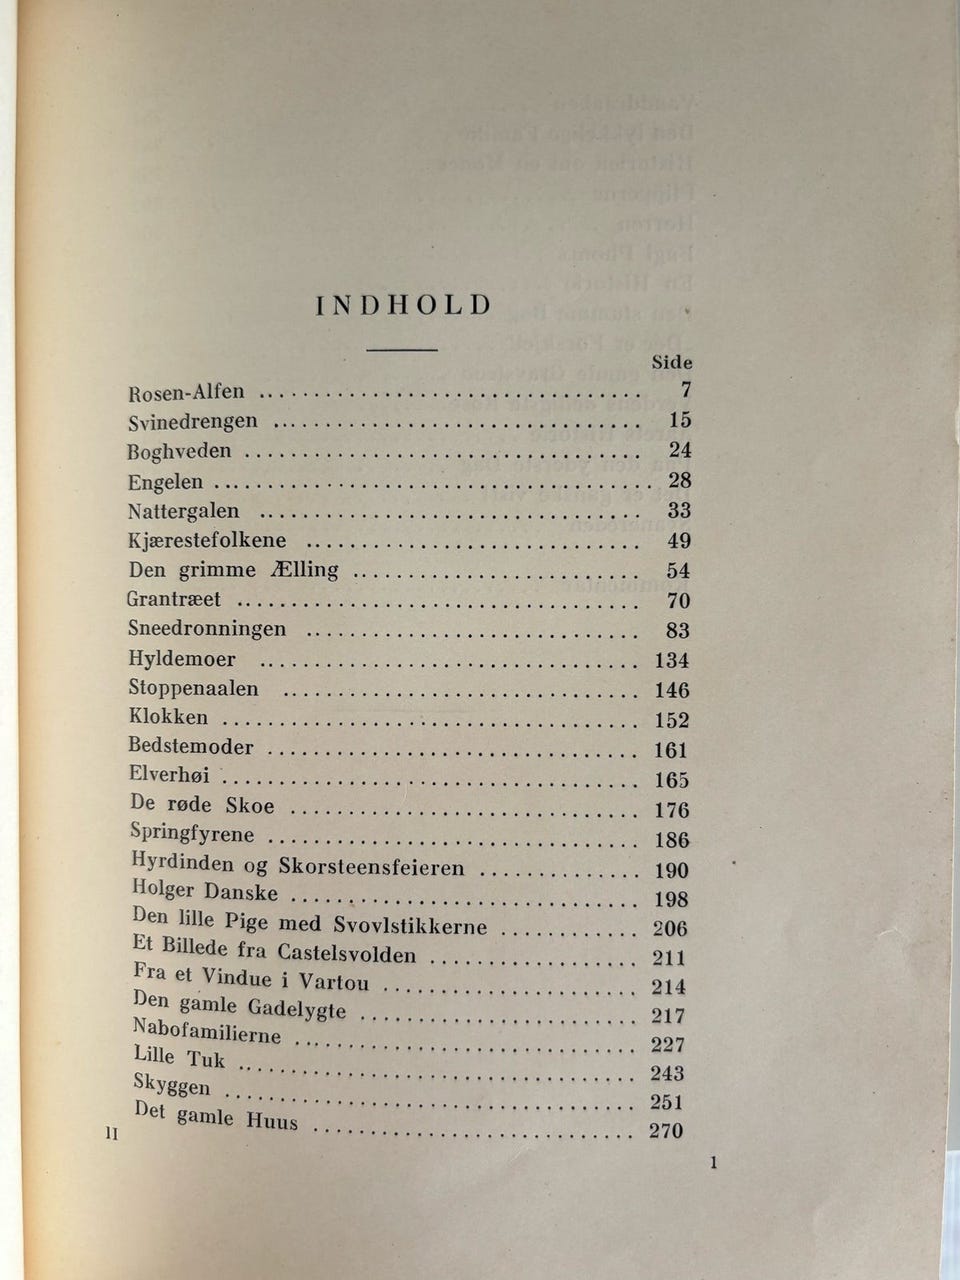 INDHOLD
Side
Rosen-Alfen ................................ 7
Svinedrengen ............................... 15
Boghveden .................................. 24
Engelen .................................... 28
Nattergalen ................................ 33
Kjærestefolkene ............................ 49
Den grimme Ælling ........................ 54
Grantræet .................................. 70
Sneedronningen ............................ 83
Hyldemoer ................................ 134
Stoppenaalen .............................. 146
Klokken ................................... 152
Bedstemoder ............................... 161
Elverhøi ................................... 165
De røde Skoe .............................. 176
Springfyrene ............................... 186
Hyrdinden og Skorsteensfeieren .............. 190
Holger Danske ............................. 198
Den lille Pige med Svovlstikkerne ............ 206
Et Billede fra Castelsvolden .................. 211
Fra et Vindue i Vartou ...................... 214
Den gamle Gadelygte ........................ 217
Nabofamilierne ............................. 227
Lille Tuk .................................. 243
Skyggen ................................... 251
Det gamle Huus ........................... 270
II
1